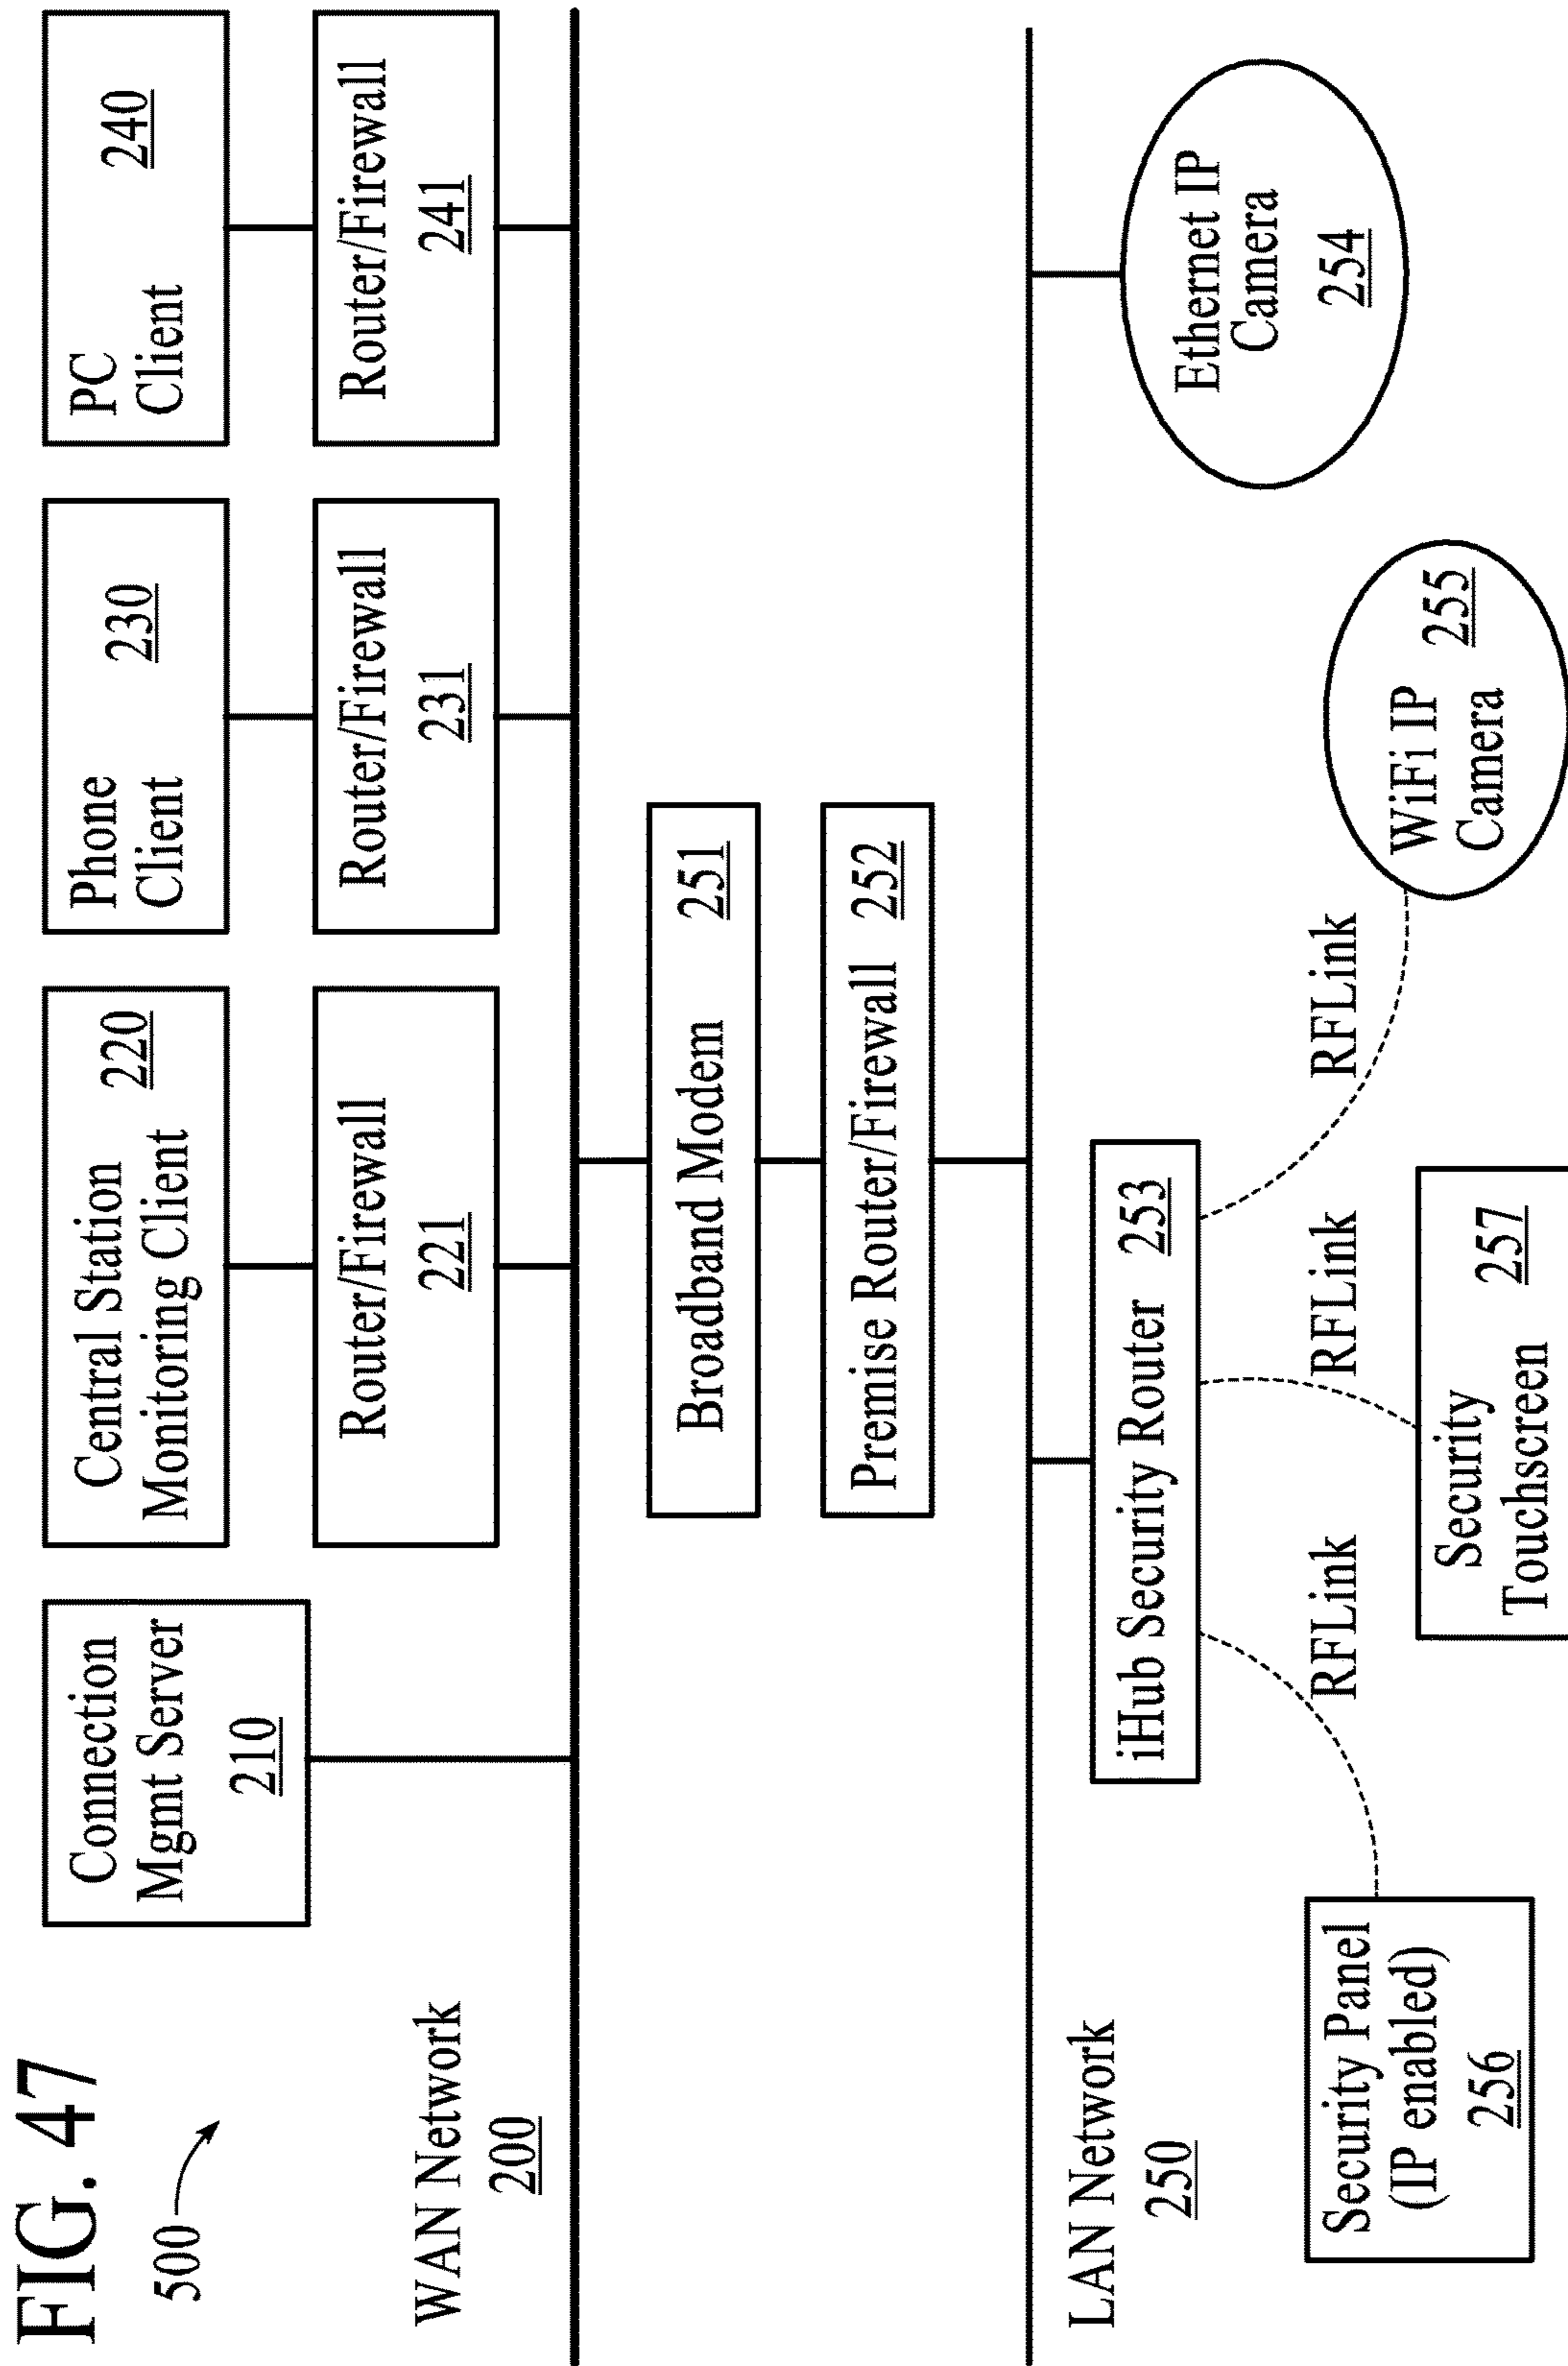 FIG. 47
500
Connection
Mgmt Server
210
Central Station
Monitoring Client
220
Phone
Client
230
PC
Client
240
Router/Firewall
221
Router/Firewall
231
Router/Firewall
241
WAN Network
200
Broadband Modem 251
Premise Router/Firewall 252
LAN Network
250
iHub Security Router 253
Ethernet IP
Camera
254
RFLink
RFLink
RFLink
Security Panel
(IP enabled)
256
Security
Touchscreen
257
WiFi IP
Camera
255